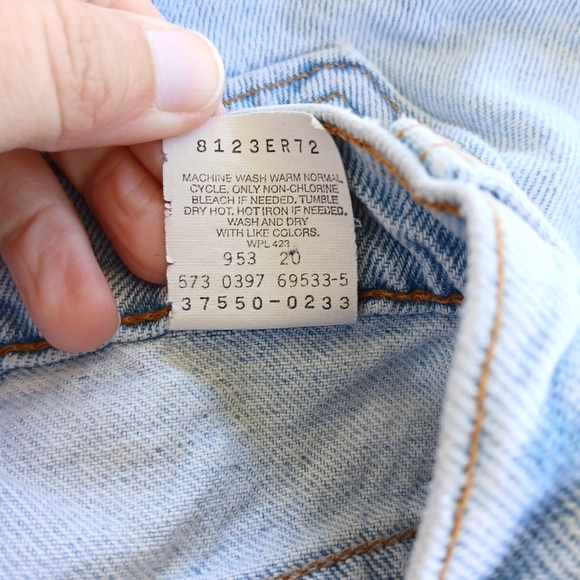 8123ER72
MACHINE WASH WARM NORMAL
CYCLE. ONLY NON-CHLORINE
BLEACH IF NEEDED. TUMBLE
DRY HOT. HOT IRON IF NEEDED.
WASH AND DRY
WITH LIKE COLORS.
WPL 423
953 20
573 0397 69533-5
37550-0233